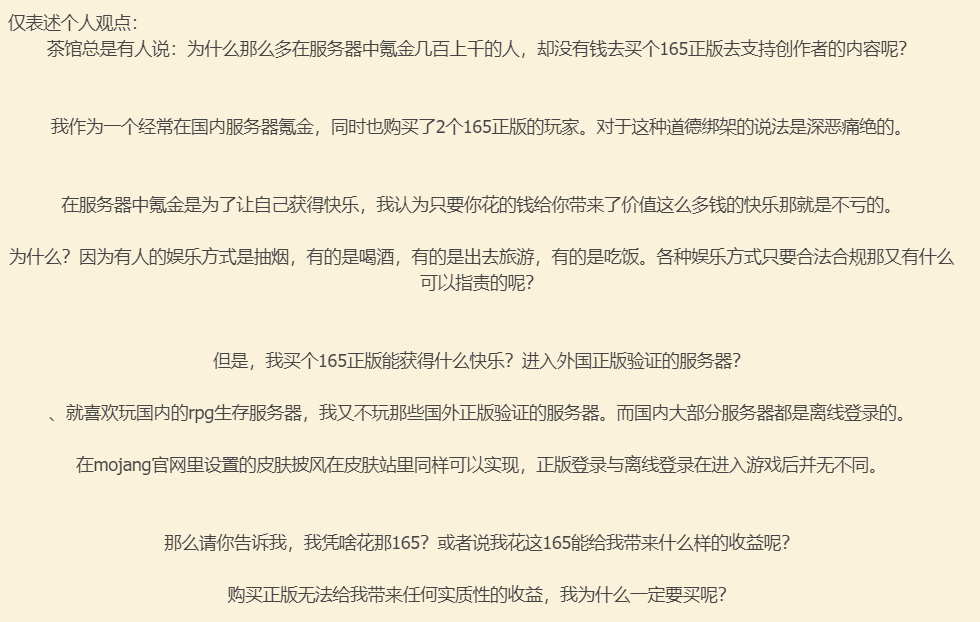 仅表述个人观点：
茶馆总是有人说：为什么那么多在服务器中氪金几百上千的人，却没有钱去买个165正版去支持创作者的内容呢？
我作为一个经常在国内服务器氪金，同时也购买了2个165正版的玩家。对于这种道德绑架的说法是深恶痛绝的。
在服务器中氪金是为了让自己获得快乐，我认为只要你花的钱给你带来了价值这么多钱的快乐那就是不亏的。
为什么？因为有人的娱乐方式是抽烟，有的是喝酒，有的是出去旅游，有的是吃饭。各种娱乐方式只要合法合规那又有什么
可以指责的呢？
但是，我买个165正版能获得什么快乐？进入外国正版验证的服务器？
、就喜欢玩国内的rpg生存服务器，我又不玩那些国外正版验证的服务器。而国内大部分服务器都是离线登录的。
在mojang官网里设置的皮肤披风在皮肤站里同样可以实现，正版登录与离线登录在进入游戏后并无不同。
那么请你告诉我，我凭啥花那165？或者说我花这165能给我带来什么样的收益呢？
购买正版无法给我带来任何实质性的收益，我为什么一定要买呢？